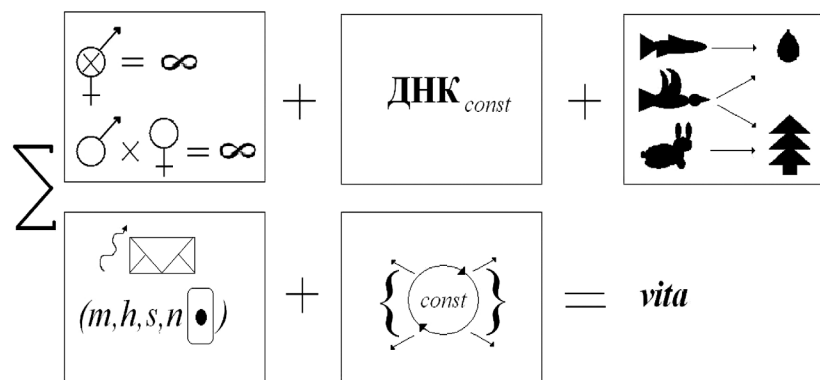 = ∞
× = ∞
+
ДНК const
+
∑
(m,h,s,n •)
+
{ const }
= vita